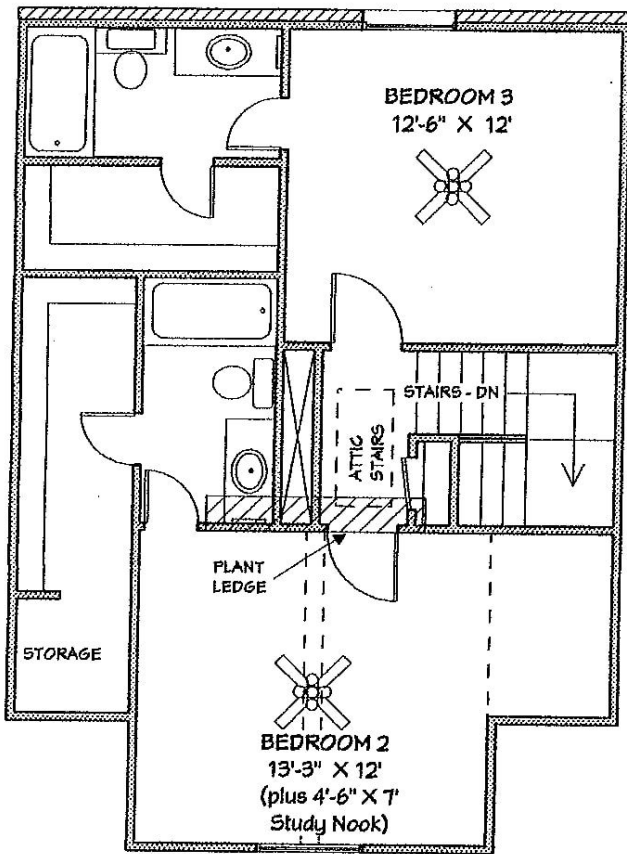 BEDROOM 3
12'-6" X 12'
STAIRS - DN
ATTIC
STAIRS
PLANT
LEDGE
STORAGE
BEDROOM 2
13'-3" X 12'
(plus 4'-6" X 7'
Study Nook)